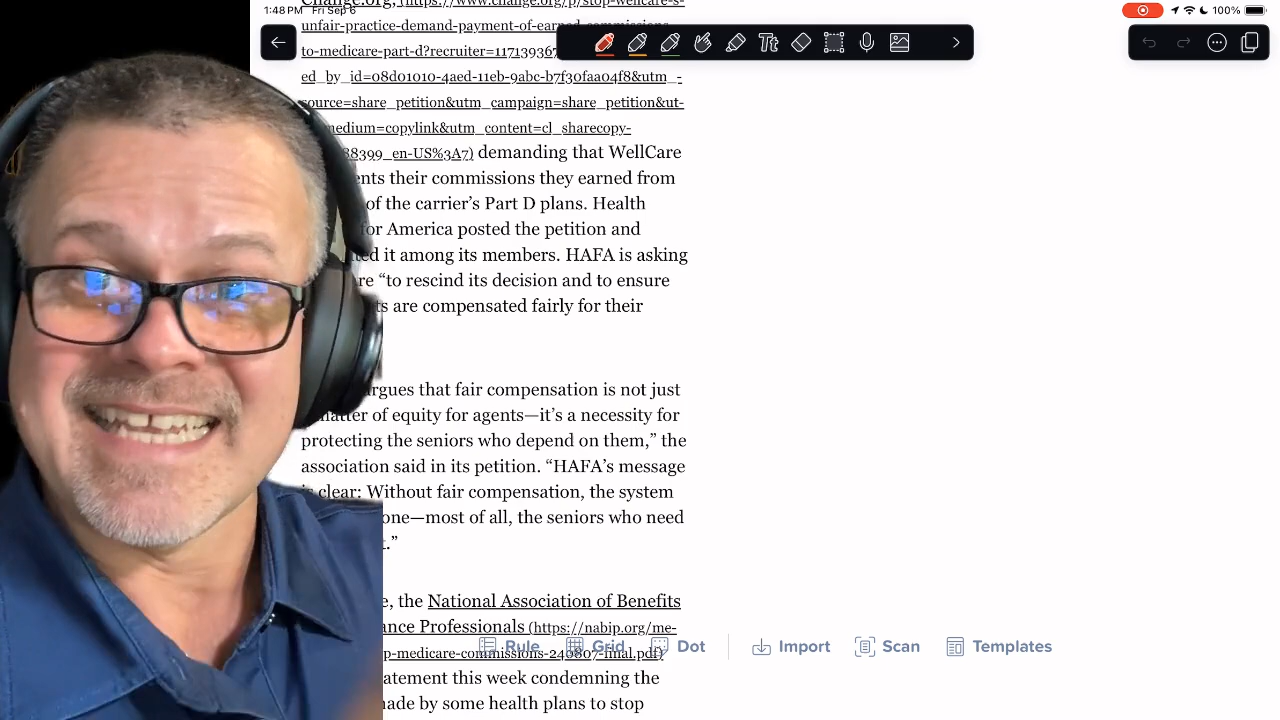 1:48 PM Fri Sep 6
100%
Change.org, (https://www.change.org/p/stop-wellcare-s-
unfair-practice-demand-payment-of-earned-commissions-
to-medicare-part-d?recruiter=117139367
ed_by_id=08d01010-4aed-11eb-9abc-b7f30faa04f8&utm_-
source=share_petition&utm_campaign=share_petition&ut-
medium=copylink&utm_content=cl_sharecopy-
88399_en-US%3A7) demanding that WellCare
ents their commissions they earned from
of the carrier's Part D plans. Health
for America posted the petition and
ted it among its members. HAFA is asking
re “to rescind its decision and to ensure
ts are compensated fairly for their
argues that fair compensation is not just
matter of equity for agents—it’s a necessity for
protecting the seniors who depend on them,” the
association said in its petition. “HAFA’s message
is clear: Without fair compensation, the system
one—most of all, the seniors who need
t.”
e, the National Association of Benefits
ance Professionals (https://nabip.org/me-
p-medicare-commissions-240807-final.pdf)
atement this week condemning the
made by some health plans to stop
Tt
Rule Grid Dot Import Scan Templates